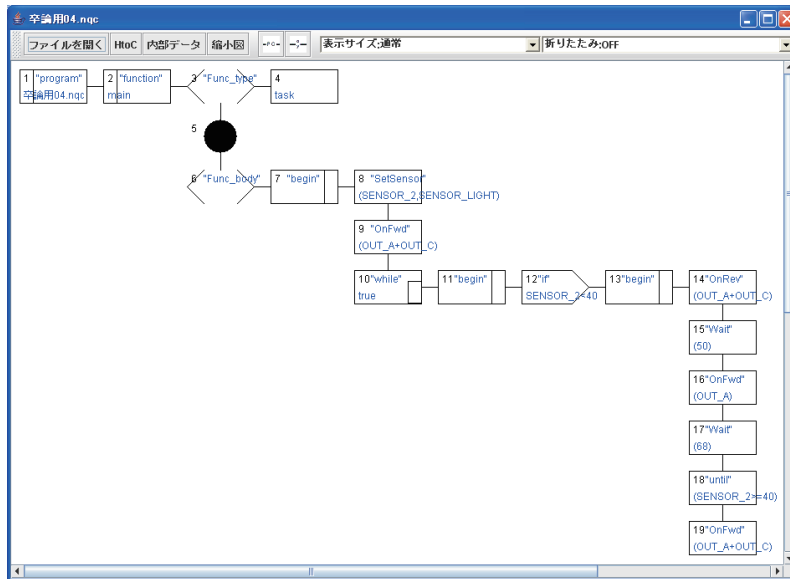 卒論用04.nqc
ファイルを開く HtoC 内部データ 縮小図 表示サイズ:通常 折りたたみ:OFF
1 "program"
卒論用04.nqc
2 "function"
main
3 "Func_type"
4
task
5
6 "Func_body"
7 "begin"
8 "SetSensor"
(SENSOR_2,SENSOR_LIGHT)
9 "OnFwd"
(OUT_A+OUT_C)
10"while"
true
11"begin"
12"if"
SENSOR_2<40
13"begin"
14"OnRev"
(OUT_A+OUT_C)
15"Wait"
(50)
16"OnFwd"
(OUT_A)
17"Wait"
(68)
18"until"
(SENSOR_2>=40)
19"OnFwd"
(OUT_A+OUT_C)